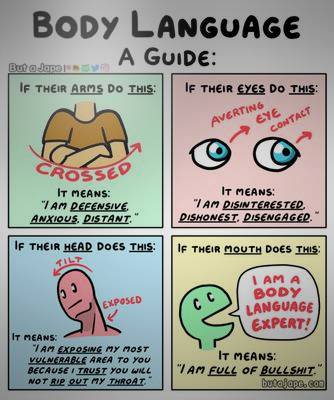 BODY LANGUAGE
A GUIDE:
But a Jape
IF THEIR ARMS DO THIS:
CROSSED
IT MEANS:
"I AM DEFENSIVE,
ANXIOUS, DISTANT."
IF THEIR EYES DO THIS:
AVERTING
EYE
CONTACT
IT MEANS:
"I AM DISINTERESTED,
DISHONEST, DISENGAGED."
IF THEIR HEAD DOES THIS:
TILT
EXPOSED
IT MEANS:
"I AM EXPOSING MY MOST
VULNERABLE AREA TO YOU
BECAUSE I TRUST YOU WILL
NOT RIP OUT MY THROAT."
IF THEIR MOUTH DOES THIS:
I AM A
BODY
LANGUAGE
EXPERT!
IT MEANS:
"I AM FULL OF BULLSHIT."
butajape.com